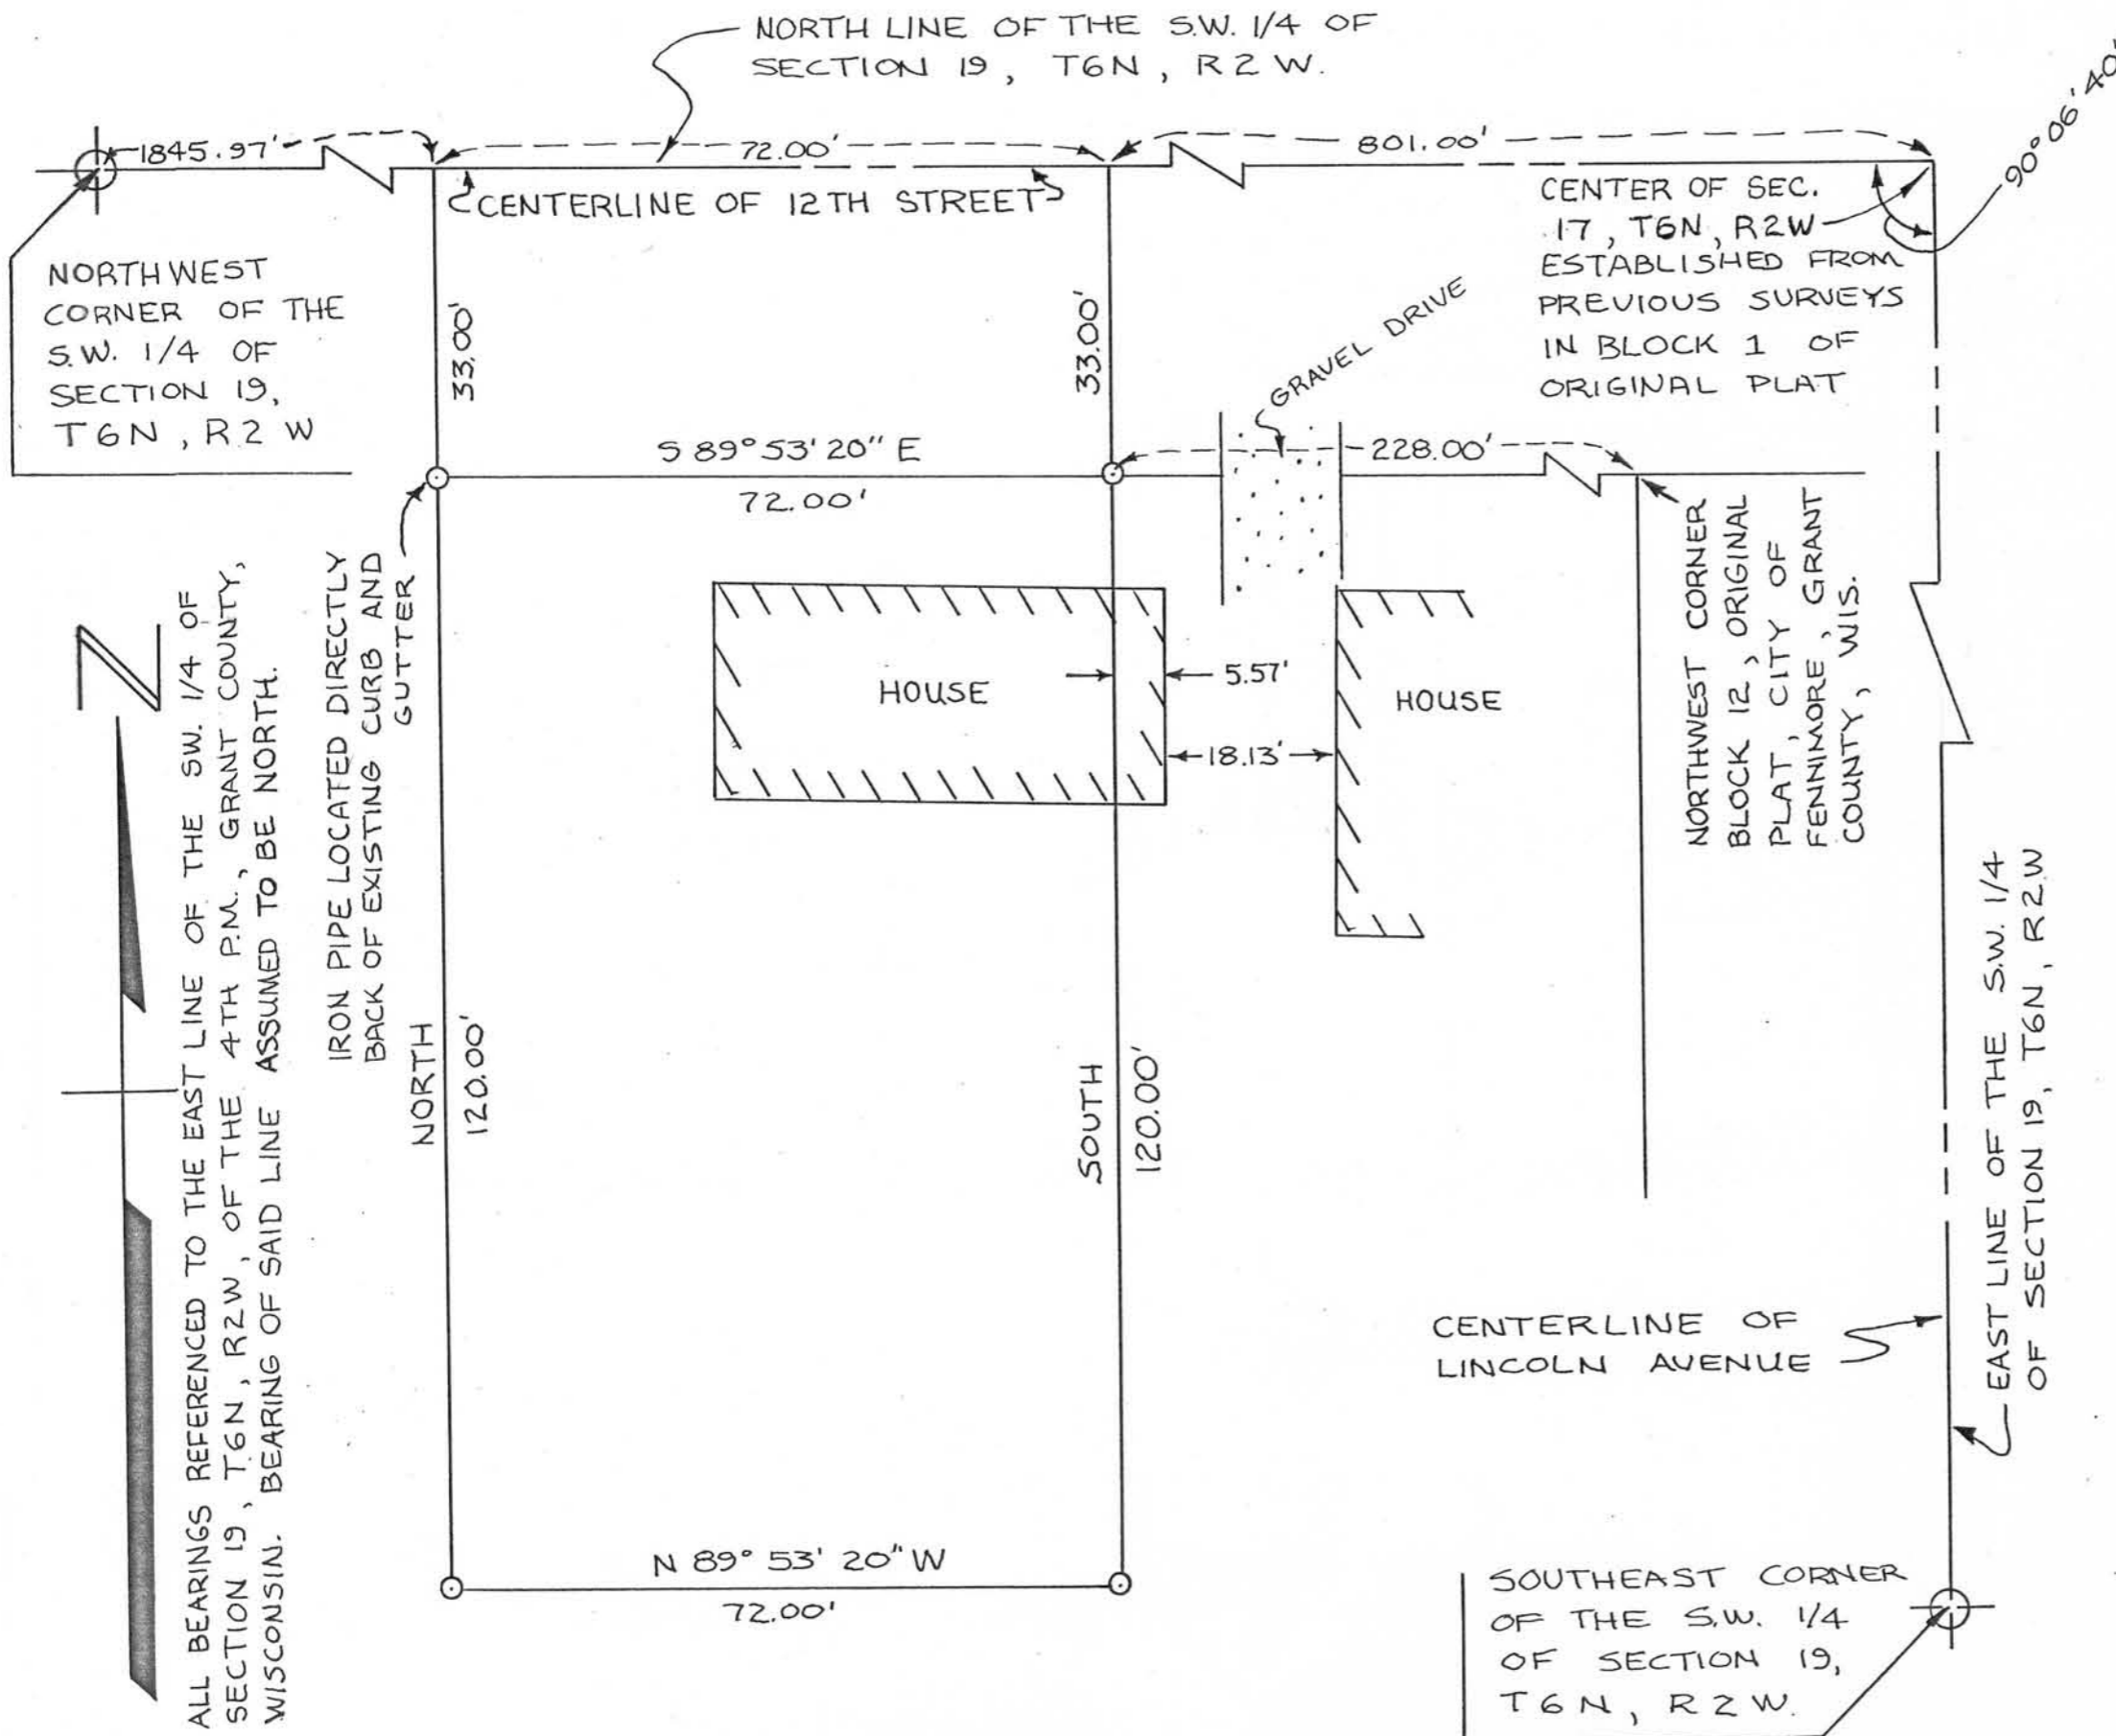 NORTH LINE OF THE S.W. 1/4 OF
SECTION 19, T6N, R2W.
1845.97'
72.00'
801.00'
90°06'40"
CENTERLINE OF 12TH STREET
CENTER OF SEC.
17, T6N, R2W
ESTABLISHED FROM
PREVIOUS SURVEYS
IN BLOCK 1 OF
ORIGINAL PLAT
NORTHWEST
CORNER OF THE
S.W. 1/4 OF
SECTION 19,
T6N, R2W
33.00'
33.00'
GRAVEL DRIVE
S 89°53'20" E
72.00'
228.00'
IRON PIPE LOCATED DIRECTLY
BACK OF EXISTING CURB AND
GUTTER
NORTHWEST CORNER
BLOCK 12, ORIGINAL
PLAT, CITY OF
FENNIMORE, GRANT
COUNTY, WIS.
N
HOUSE
5.57'
18.13'
HOUSE
ALL BEARINGS REFERENCED TO THE EAST LINE OF THE SW. 1/4 OF
SECTION 19, T6N, R2W, OF THE 4TH P.M., GRANT COUNTY,
WISCONSIN. BEARING OF SAID LINE ASSUMED TO BE NORTH.
NORTH
120.00'
SOUTH
120.00'
EAST LINE OF THE S.W. 1/4
OF SECTION 19, T6N, R2W
CENTERLINE OF
LINCOLN AVENUE
N 89° 53' 20" W
72.00'
SOUTHEAST CORNER
OF THE S.W. 1/4
OF SECTION 19,
T6N, R2W.